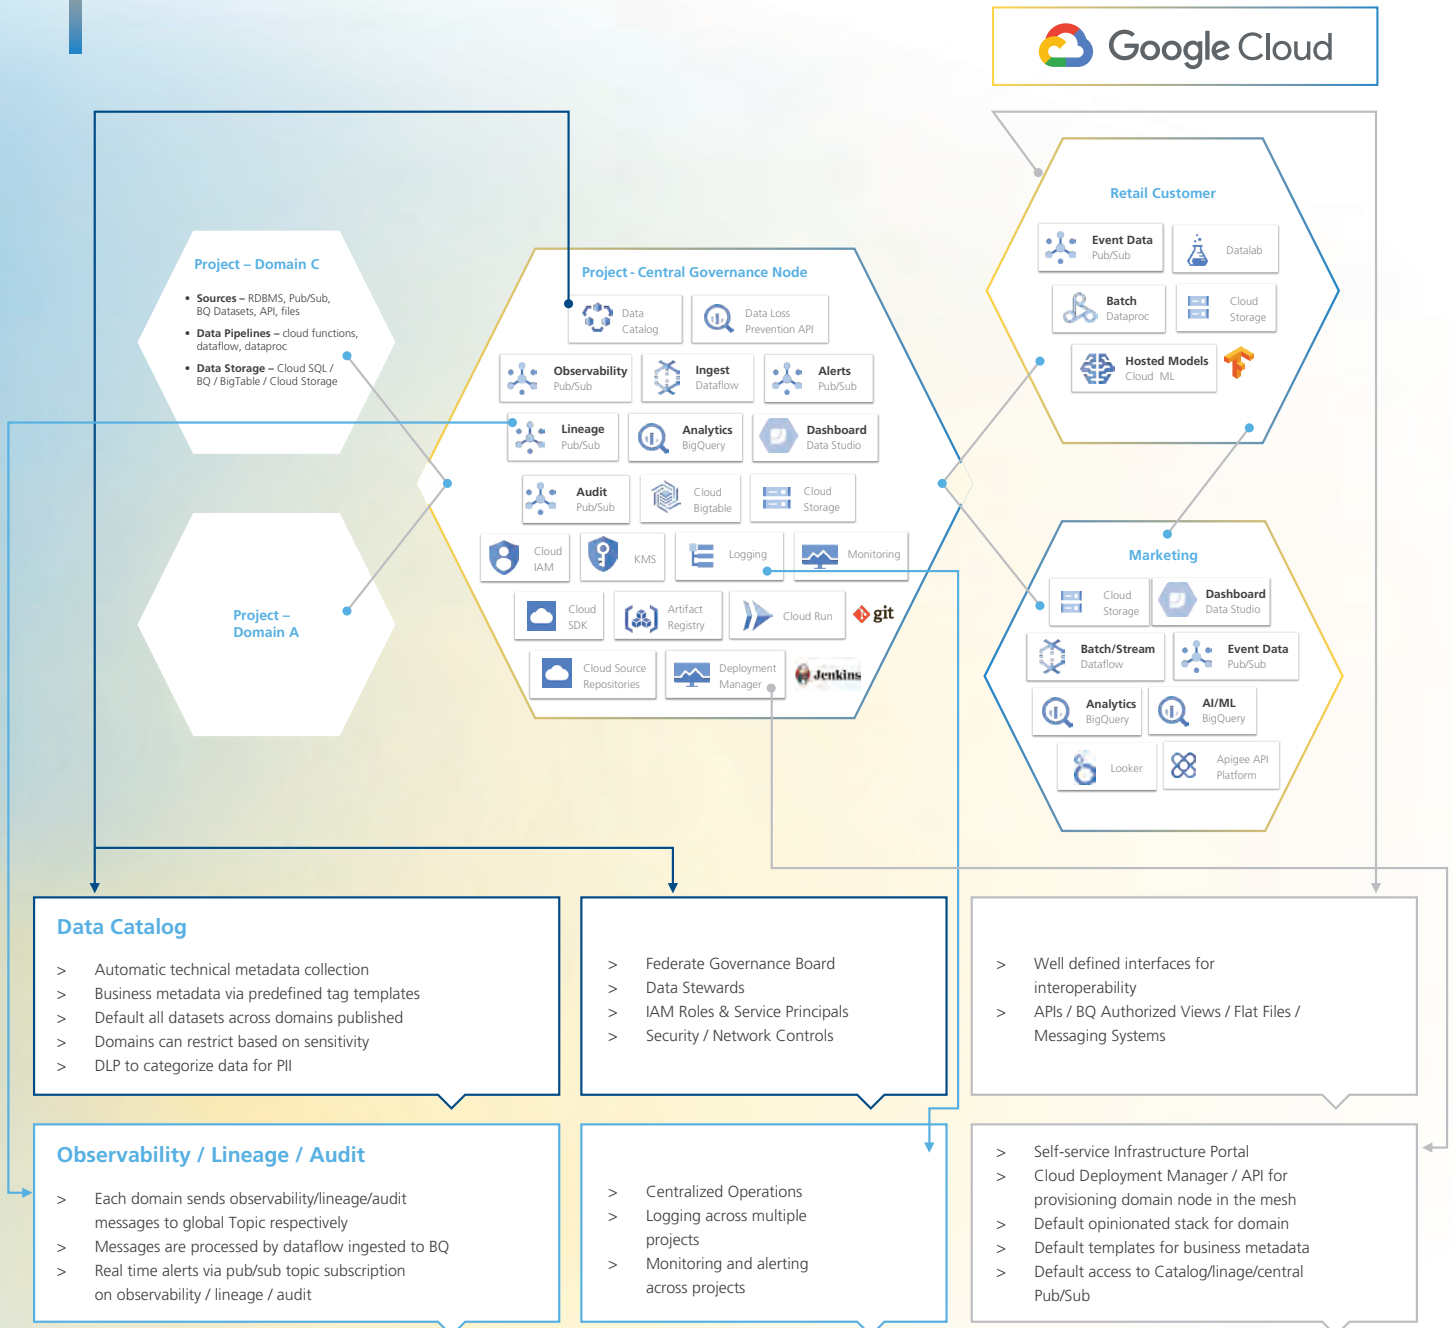 Google Cloud
Retail Customer
Event Data
Pub/Sub
Datalab
Batch
Dataproc
Cloud
Storage
Hosted Models
Cloud ML
Project – Domain C
• Sources – RDBMS, Pub/Sub,
BQ Datasets, API, files
• Data Pipelines – cloud functions,
dataflow, dataproc
• Data Storage – Cloud SQL /
BQ / BigTable / Cloud Storage
Project - Central Governance Node
Data
Catalog
Data Loss
Prevention API
Observability
Pub/Sub
Ingest
Dataflow
Alerts
Pub/Sub
Lineage
Pub/Sub
Analytics
BigQuery
Dashboard
Data Studio
Audit
Pub/Sub
Cloud
Bigtable
Cloud
Storage
Cloud
IAM
KMS
Logging
Monitoring
Cloud
SDK
Artifact
Registry
Cloud Run
git
Cloud Source
Repositories
Deployment
Manager
Jenkins
Project –
Domain A
Marketing
Cloud
Storage
Dashboard
Data Studio
Batch/Stream
Dataflow
Event Data
Pub/Sub
Analytics
BigQuery
AI/ML
BigQuery
Looker
Apigee API
Platform
Data Catalog
> Automatic technical metadata collection
> Business metadata via predefined tag templates
> Default all datasets across domains published
> Domains can restrict based on sensitivity
> DLP to categorize data for PII
> Federate Governance Board
> Data Stewards
> IAM Roles & Service Principals
> Security / Network Controls
> Well defined interfaces for
interoperability
> APIs / BQ Authorized Views / Flat Files /
Messaging Systems
Observability / Lineage / Audit
> Each domain sends observability/lineage/audit
messages to global Topic respectively
> Messages are processed by dataflow ingested to BQ
> Real time alerts via pub/sub topic subscription
on observability / lineage / audit
> Centralized Operations
> Logging across multiple
projects
> Monitoring and alerting
across projects
> Self-service Infrastructure Portal
> Cloud Deployment Manager / API for
provisioning domain node in the mesh
> Default opinionated stack for domain
> Default templates for business metadata
> Default access to Catalog/linage/central
Pub/Sub